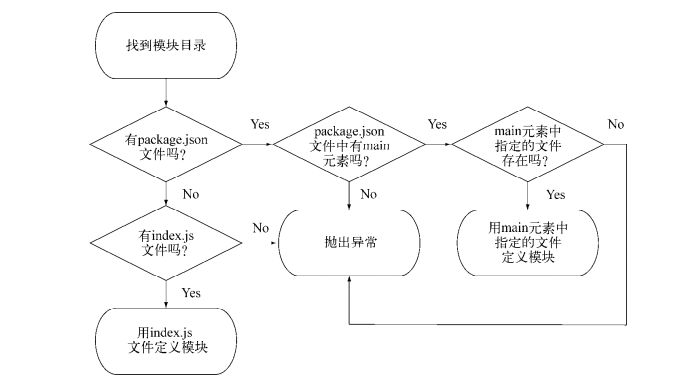 找到模块目录
有package.json
文件吗?
Yes
package.json
文件中有main
元素吗?
Yes
main元素中
指定的文件
存在吗?
No
No
No
Yes
有index.js
文件吗?
No
抛出异常
用main元素中
指定的文件
定义模块
Yes
用index.js
文件定义模块